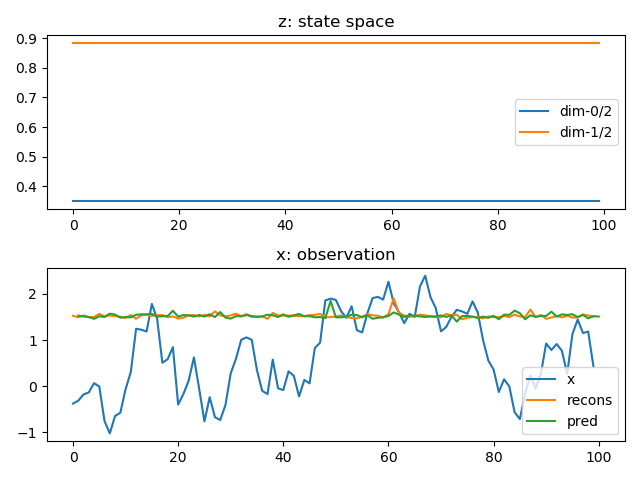 z: state space
0.9
0.8
0.7
0.6
0.5
0.4
dim-0/2
dim-1/2
0 20 40 60 80 100
x: observation
2
1
0
−1
x
recons
pred
0 20 40 60 80 100